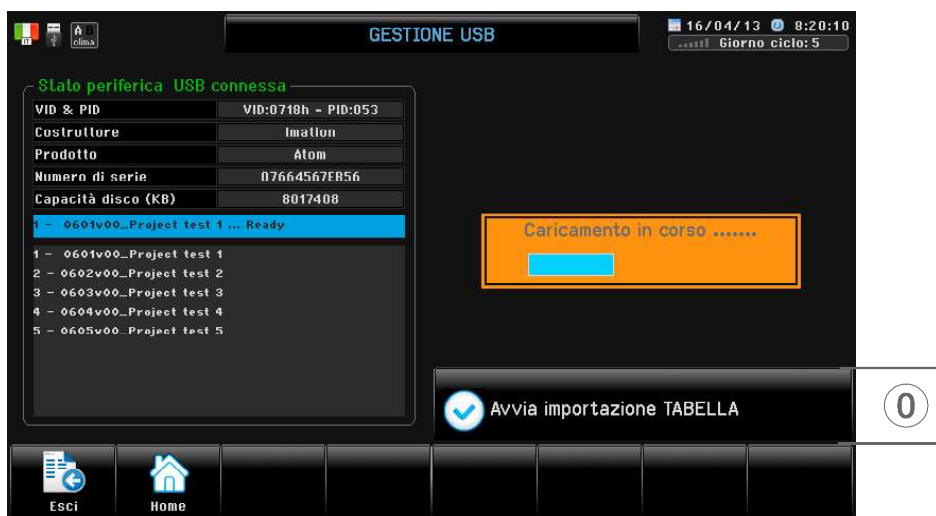 IT A B GESTIONE USB 16/04/13 8:20:10
clima Giorno ciclo: 5
Stato periferica USB connessa
VID & PID VID:0718h - PID:053
Costruttore Imation
Prodotto Atom
Numero di serie 07664567EB56
Capacità disco (KB) 8017408
1 - 0601v00_Project test 1 ... Ready
Caricamento in corso .......
1 - 0601v00_Project test 1
2 - 0602v00_Project test 2
3 - 0603v00_Project test 3
4 - 0604v00_Project test 4
5 - 0605v00_Project test 5
Avvia importazione TABELLA 0
Esci Home